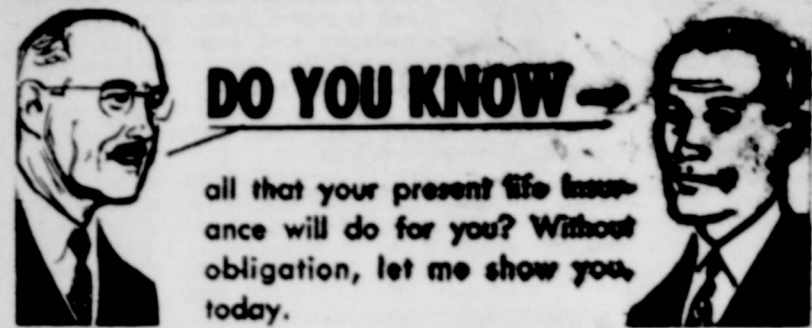 DO YOU KNOW
all that your present life insur-
ance will do for you? Without
obligation, let me show you,
today.